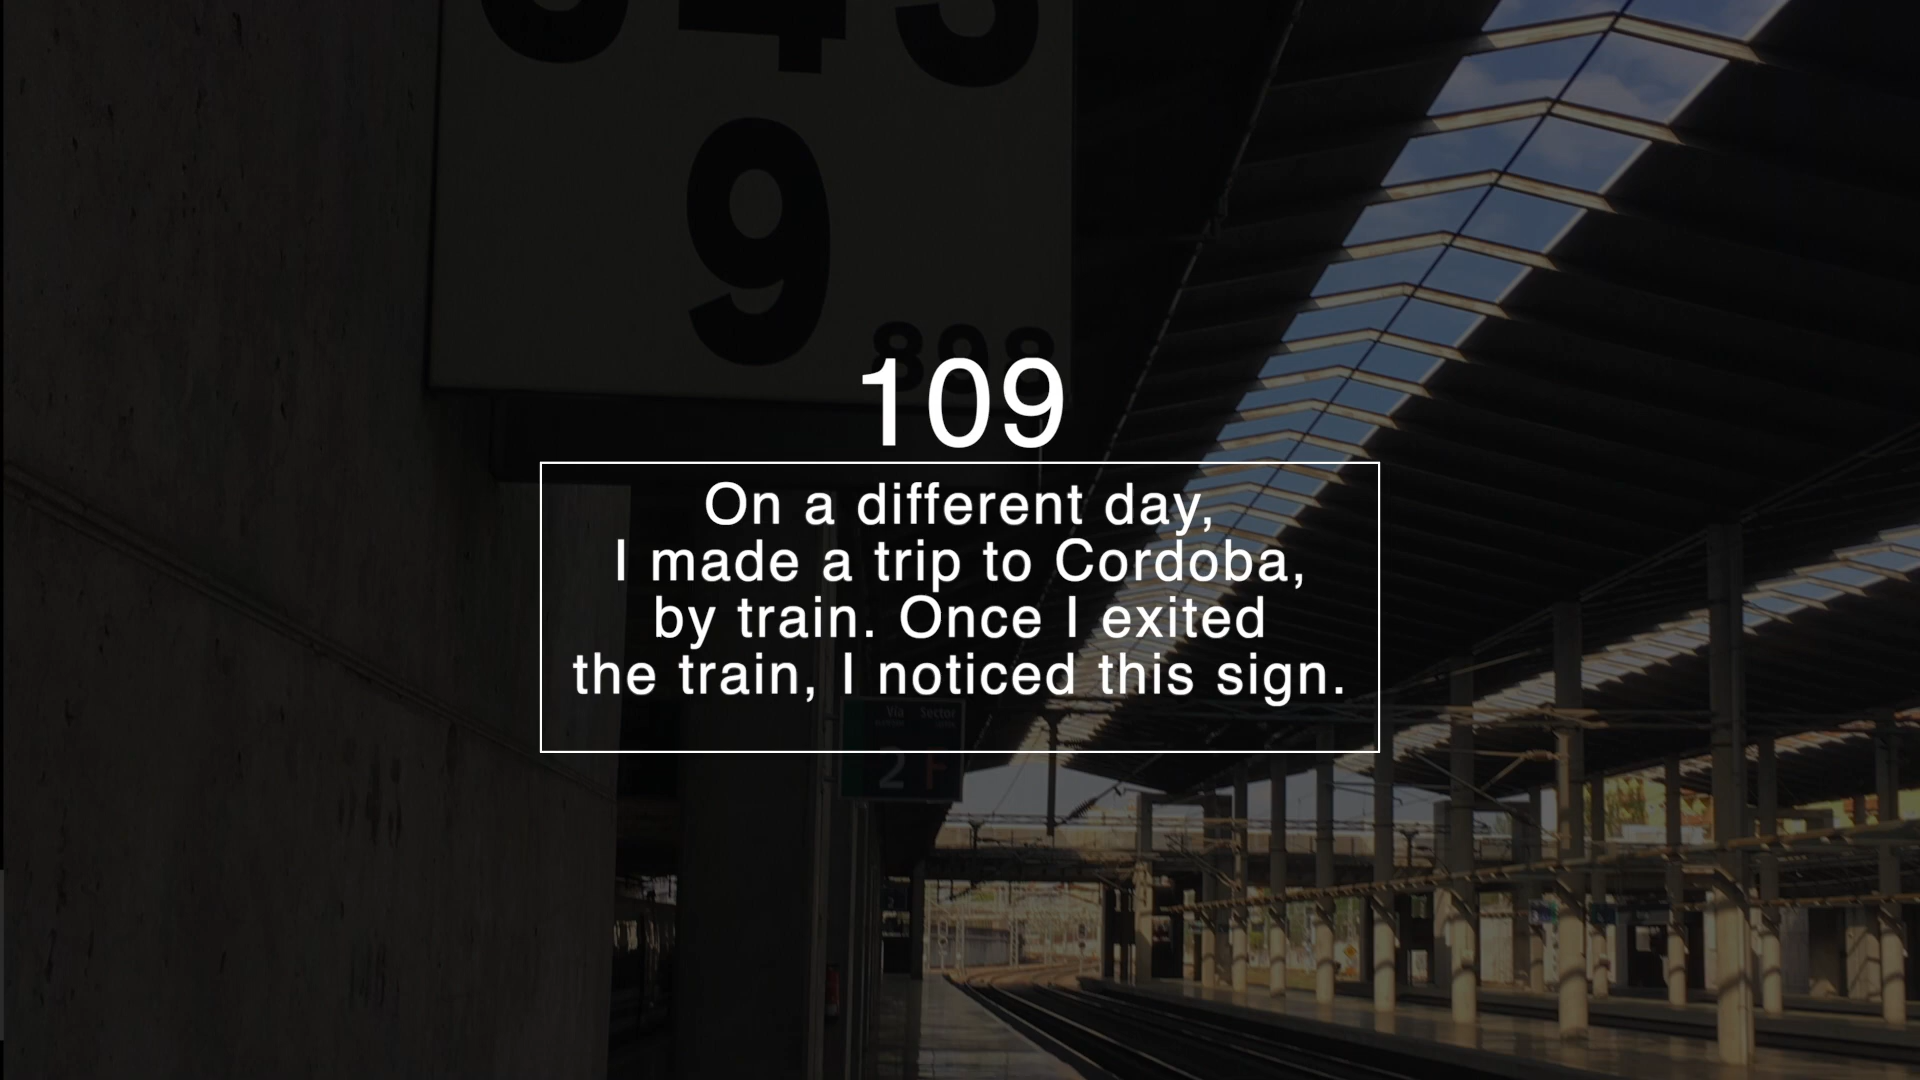 9
898
109
On a different day,
I made a trip to Cordoba,
by train. Once I exited
the train, I noticed this sign.
Vía Sector
2 F